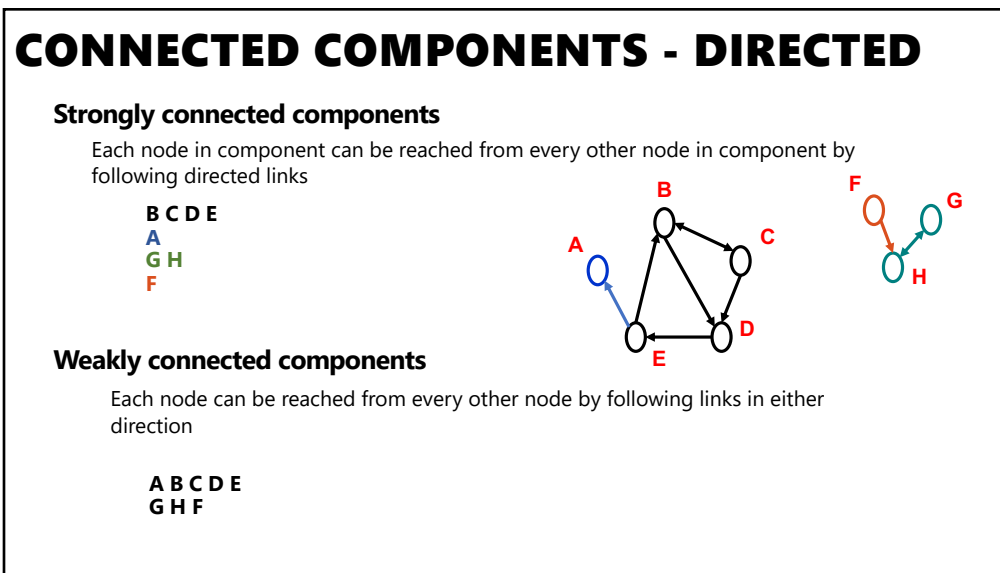 CONNECTED COMPONENTS - DIRECTED
Strongly connected components
Each node in component can be reached from every other node in component by
following directed links
B C D E
A
G H
F
B
F
G
C
A
H
D
E
Weakly connected components
Each node can be reached from every other node by following links in either
direction
A B C D E
G H F